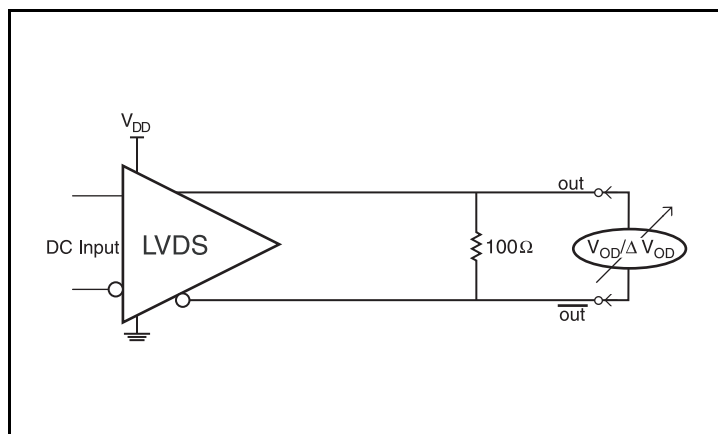 V_DD
out
DC Input
LVDS
100Ω
V_OD/Δ V_OD
out